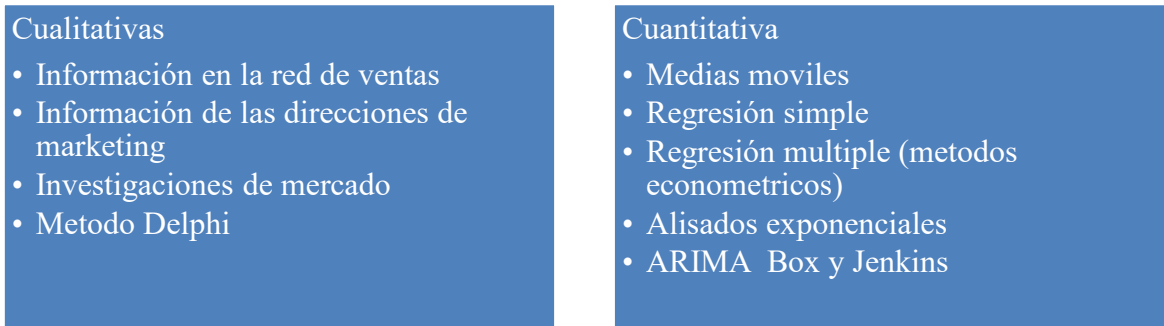 Cualitativas
• Información en la red de ventas
• Información de las direcciones de
marketing
• Investigaciones de mercado
• Metodo Delphi
Cuantitativa
• Medias moviles
• Regresión simple
• Regresión multiple (metodos
econometricos)
• Alisados exponenciales
• ARIMA  Box y Jenkins